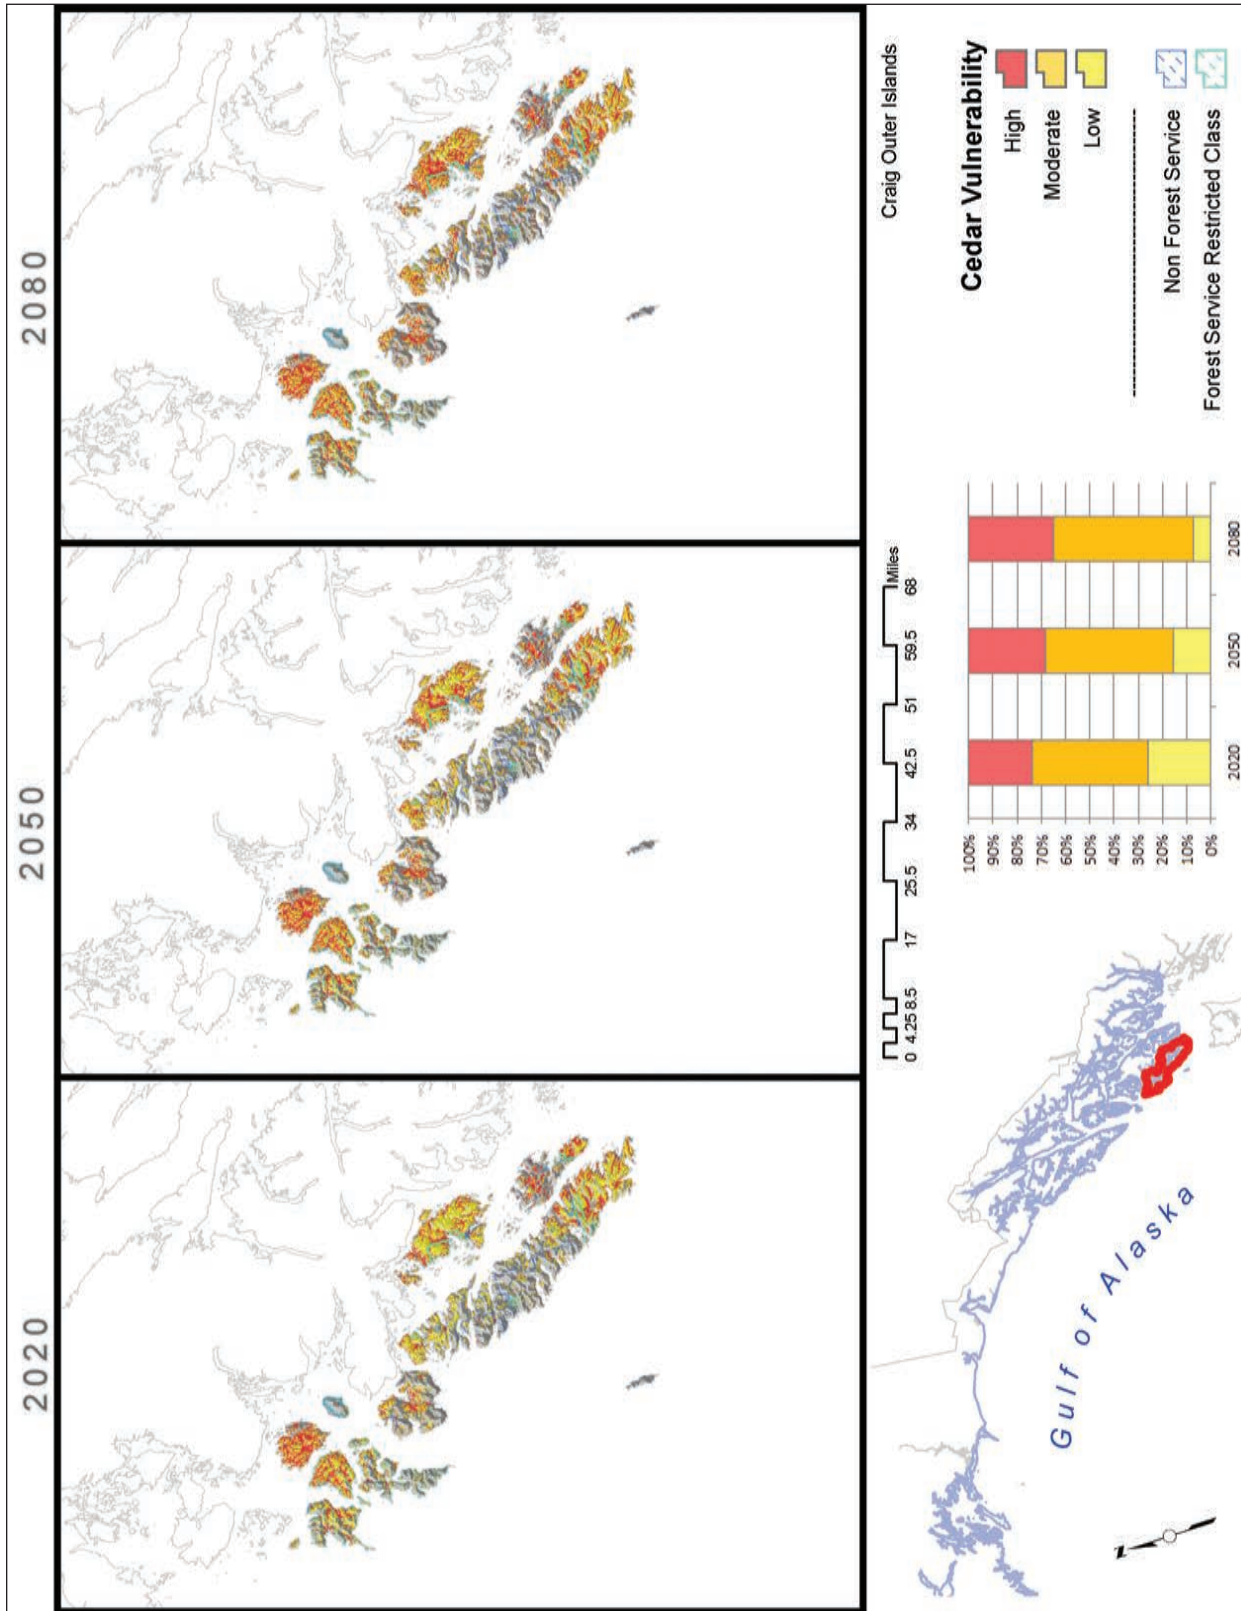 2020
2050
2080
Gulf of Alaska
N
0 4.25 8.5 17 25.5 34 42.5 51 59.5 68
Miles
Craig Outer Islands
100%
90%
80%
70%
60%
50%
40%
30%
20%
10%
0%
2020 2050 2080
Cedar Vulnerability
High
Moderate
Low
Non Forest Service
Forest Service Restricted Class